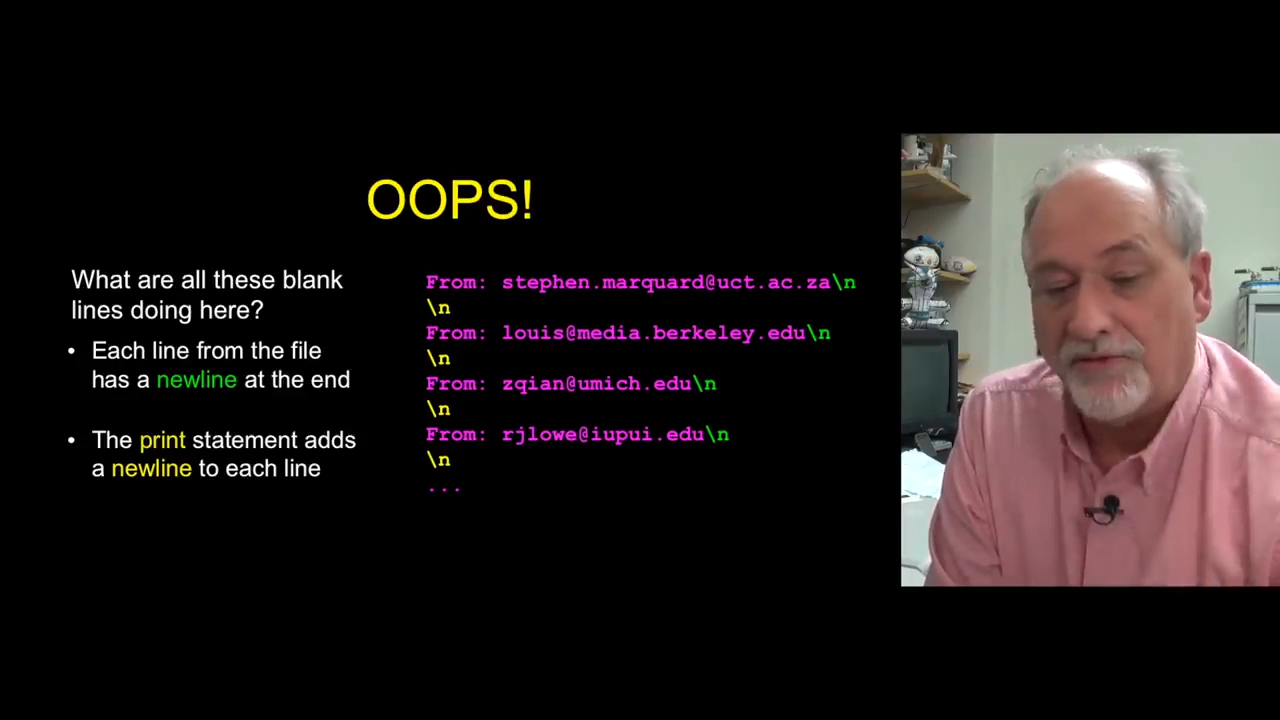 OOPS!
What are all these blank
lines doing here?
• Each line from the file
has a newline at the end
• The print statement adds
a newline to each line
From: stephen.marquard@uct.ac.za\n
\n
From: louis@media.berkeley.edu\n
\n
From: zqian@umich.edu\n
\n
From: rjlowe@iupui.edu\n
\n
...